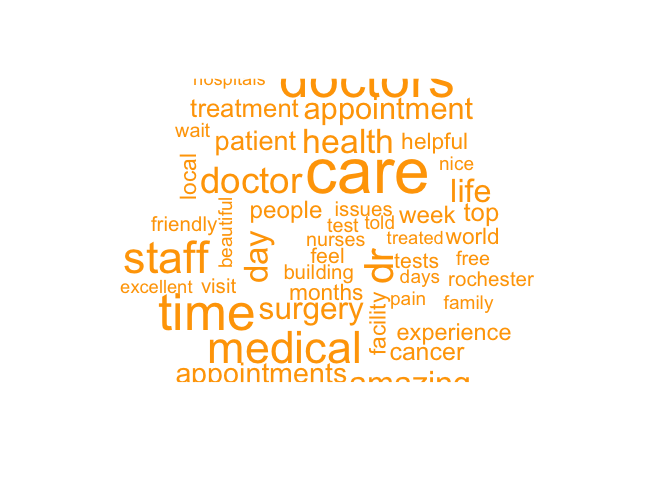 hospitals
doctors
treatment appointment
wait
patient health helpful
local
doctor care nice
life
people issues week top
friendly beautiful test told
day nurses treated world
staff feel dr tests free
building days rochester
excellent visit months pain family
time surgery facility
experience
medical cancer
appointments amazing